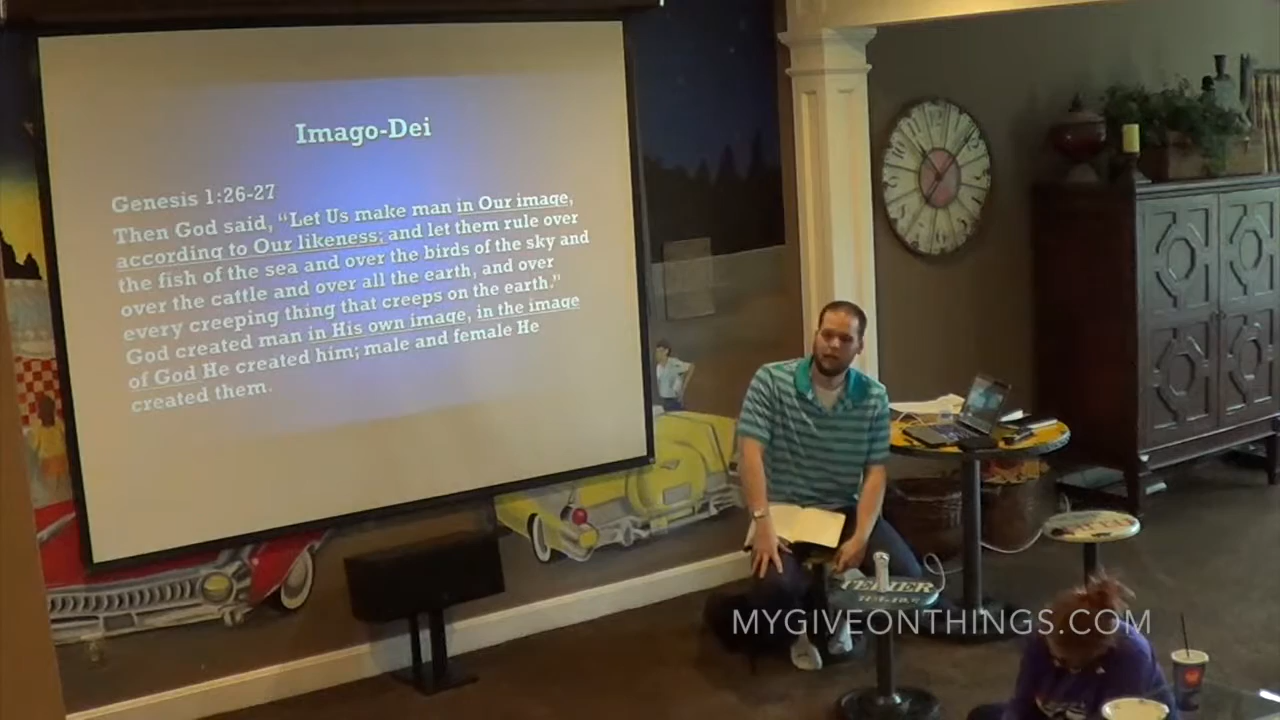 Imago-Dei
Genesis 1:26-27
Then God said, “Let Us make man in Our image,
according to Our likeness; and let them rule over
the fish of the sea and over the birds of the sky and
over the cattle and over all the earth, and over
every creeping thing that creeps on the earth.”
God created man in His own image, in the image
of God He created him; male and female He
created them.
MYGIVEONTHINGS.COM